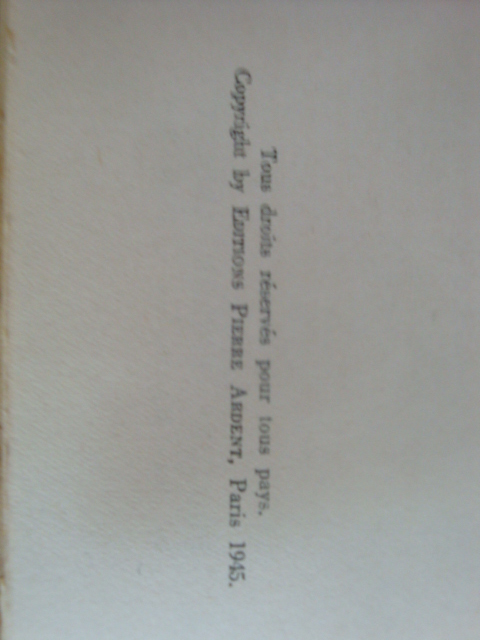 Tous droits réservés pour tous pays.
Copyright by EDITIONS PIERRE ARDENT, Paris 1945.